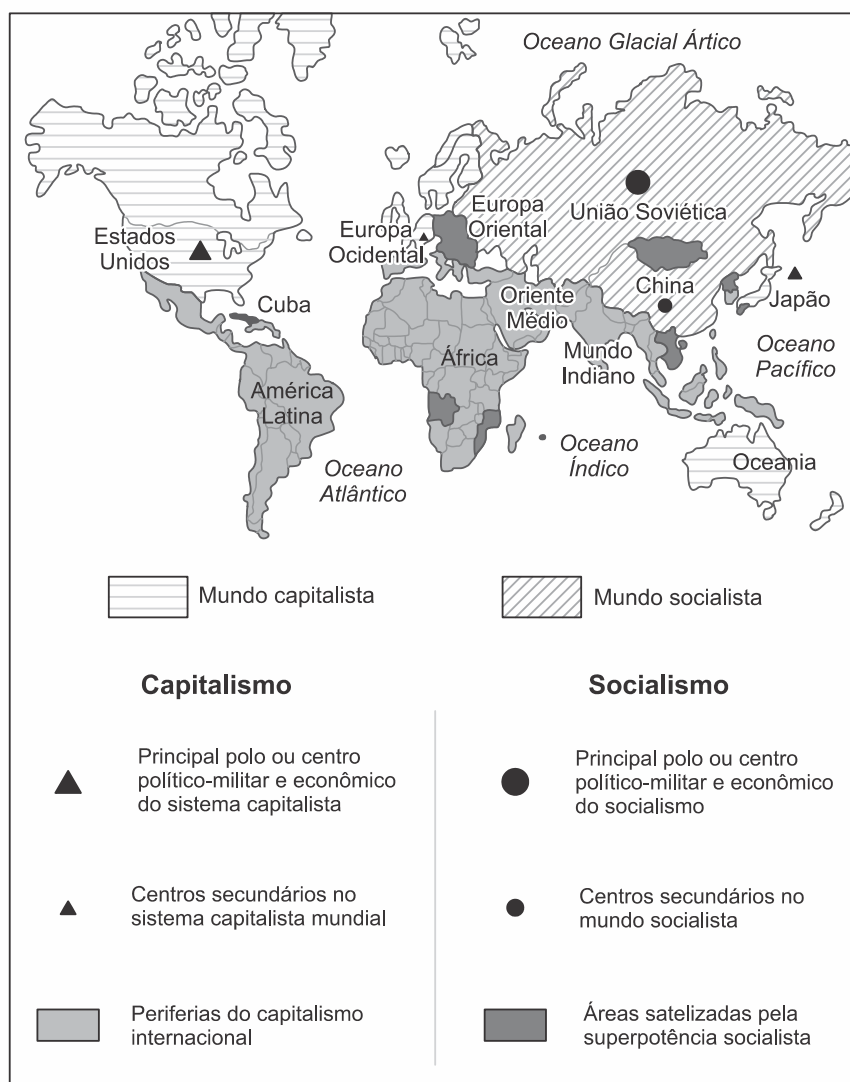 Oceano Glacial Ártico
Estados
Unidos
Europa
Ocidental
Europa
Oriental
União Soviética
China
Japão
Cuba
Oriente
Médio
Mundo
Indiano
África
América
Latina
Oceano
Pacífico
Oceano
Atlântico
Oceano
Índico
Oceania
Mundo capitalista
Mundo socialista
Capitalismo
Principal polo ou centro
político-militar e econômico
do sistema capitalista
Centros secundários no
sistema capitalista mundial
Periferias do capitalismo
internacional
Socialismo
Principal polo ou centro
político-militar e econômico
do socialismo
Centros secundários no
mundo socialista
Áreas satelizadas pela
superpotência socialista